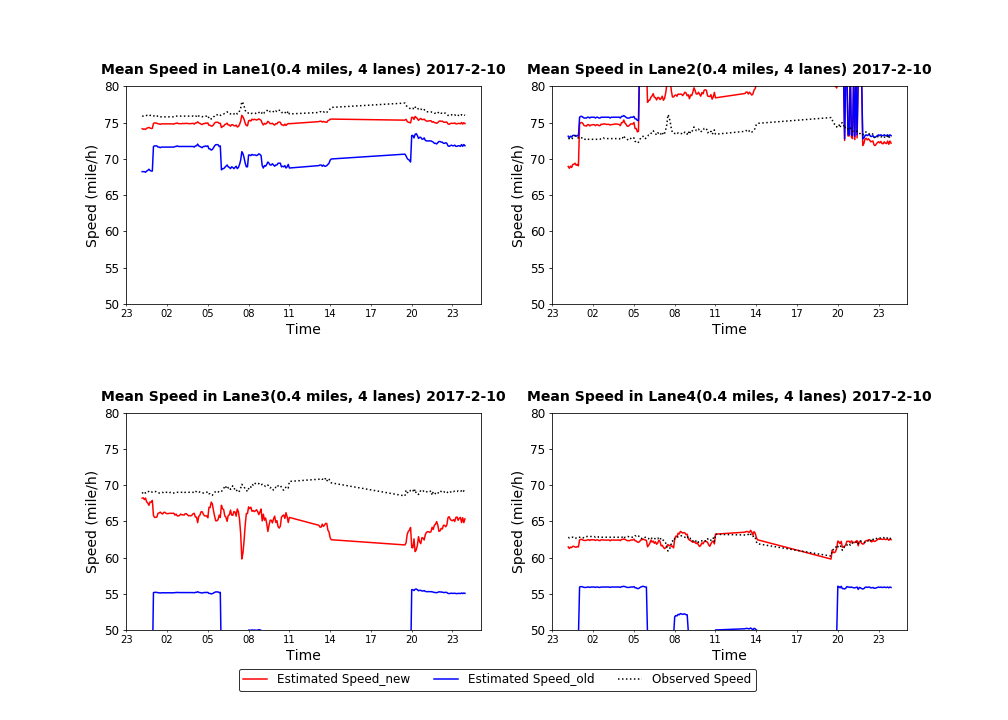 Mean Speed in Lane1(0.4 miles, 4 lanes) 2017-2-10
80
75
70
65
60
55
50
Speed (mile/h)
23 02 05 08 11 14 17 20 23
Time
Mean Speed in Lane2(0.4 miles, 4 lanes) 2017-2-10
80
75
70
65
60
55
50
Speed (mile/h)
23 02 05 08 11 14 17 20 23
Time
Mean Speed in Lane3(0.4 miles, 4 lanes) 2017-2-10
80
75
70
65
60
55
50
Speed (mile/h)
23 02 05 08 11 14 17 20 23
Time
Mean Speed in Lane4(0.4 miles, 4 lanes) 2017-2-10
80
75
70
65
60
55
50
Speed (mile/h)
23 02 05 08 11 14 17 20 23
Time
Estimated Speed_new Estimated Speed_old Observed Speed